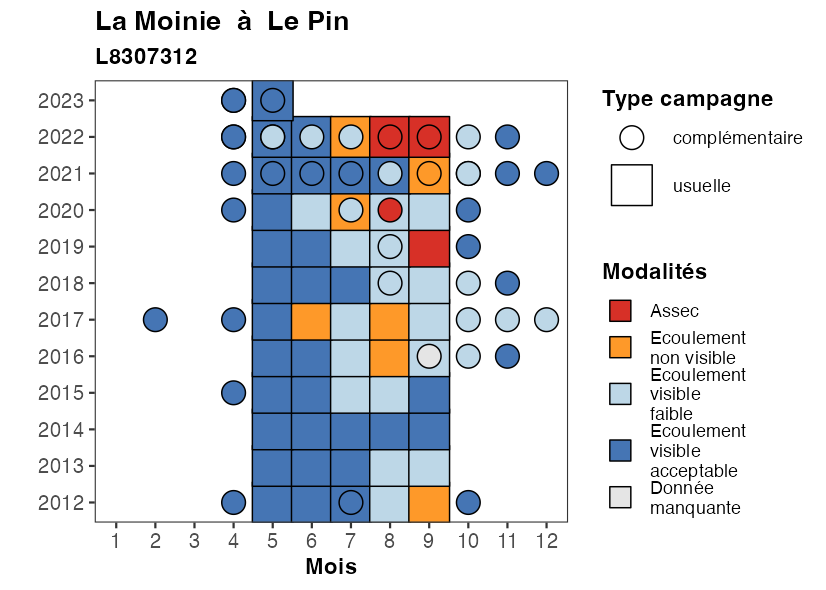 La Moinie à Le Pin
L8307312
2023
2022
2021
2020
2019
2018
2017
2016
2015
2014
2013
2012
1 2 3 4 5 6 7 8 9 10 11 12
Mois
Type campagne
complémentaire
usuelle
Modalités
Assec
Ecoulement
non visible
Ecoulement
visible
faible
Ecoulement
visible
acceptable
Donnée
manquante